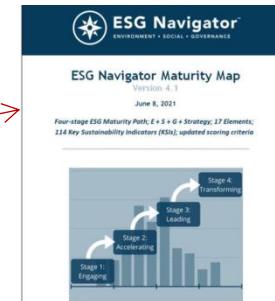 ESG Navigator™
ENVIRONMENT • SOCIAL • GOVERNANCE
ESG Navigator Maturity Map
Version 4.1
June 8, 2021
Four-stage ESG Maturity Path; E + S + G + Strategy; 17 Elements;
114 Key Sustainability Indicators (KSIs); updated scoring criteria
Stage 4:
Transforming
Stage 3:
Leading
Stage 2:
Accelerating
Stage 1:
Engaging